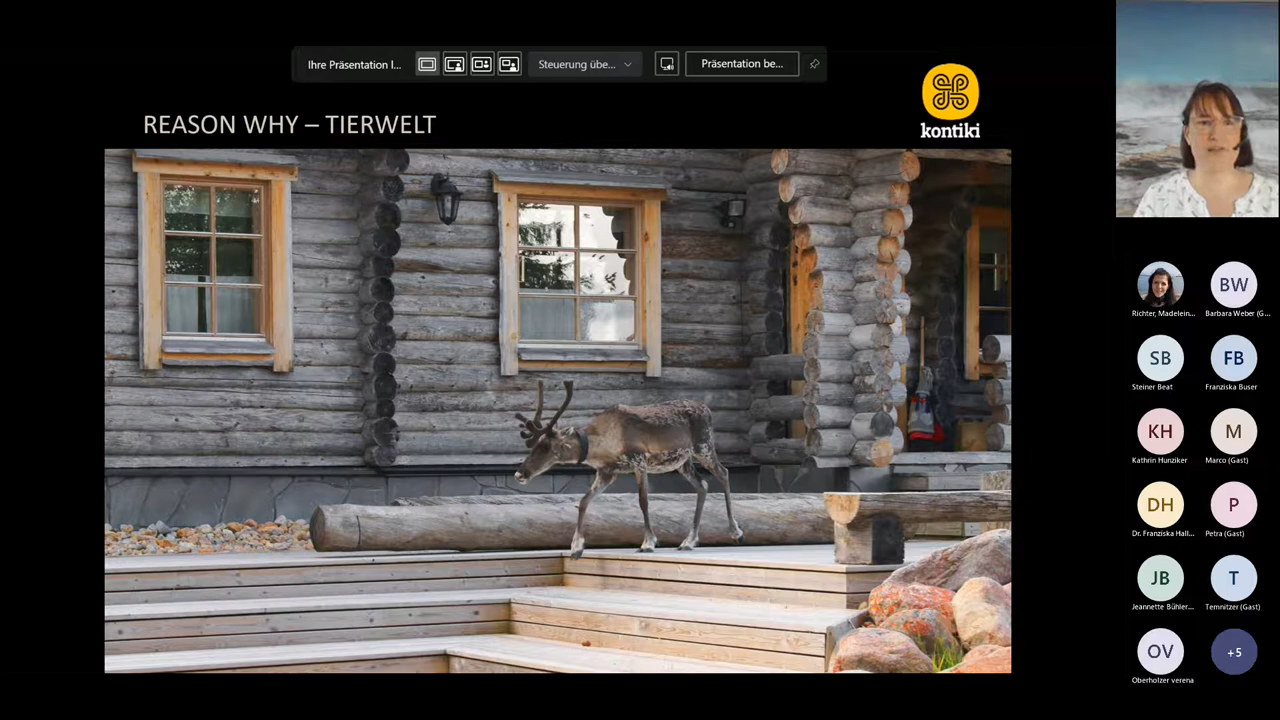 Ihre Präsentation l...
Steuerung übe...
Präsentation be...
kontiki
REASON WHY – TIERWELT
Richter, Madelein...
BW
Barbara Weber (G...
SB
Steiner Beat
FB
Franziska Buser
KH
Kathrin Hunziker
M
Marco (Gast)
DH
Dr. Franziska Hall...
P
Petra (Gast)
JB
Jeannette Bühler...
T
Temnitzer (Gast)
OV
Oberholzer verena
+5